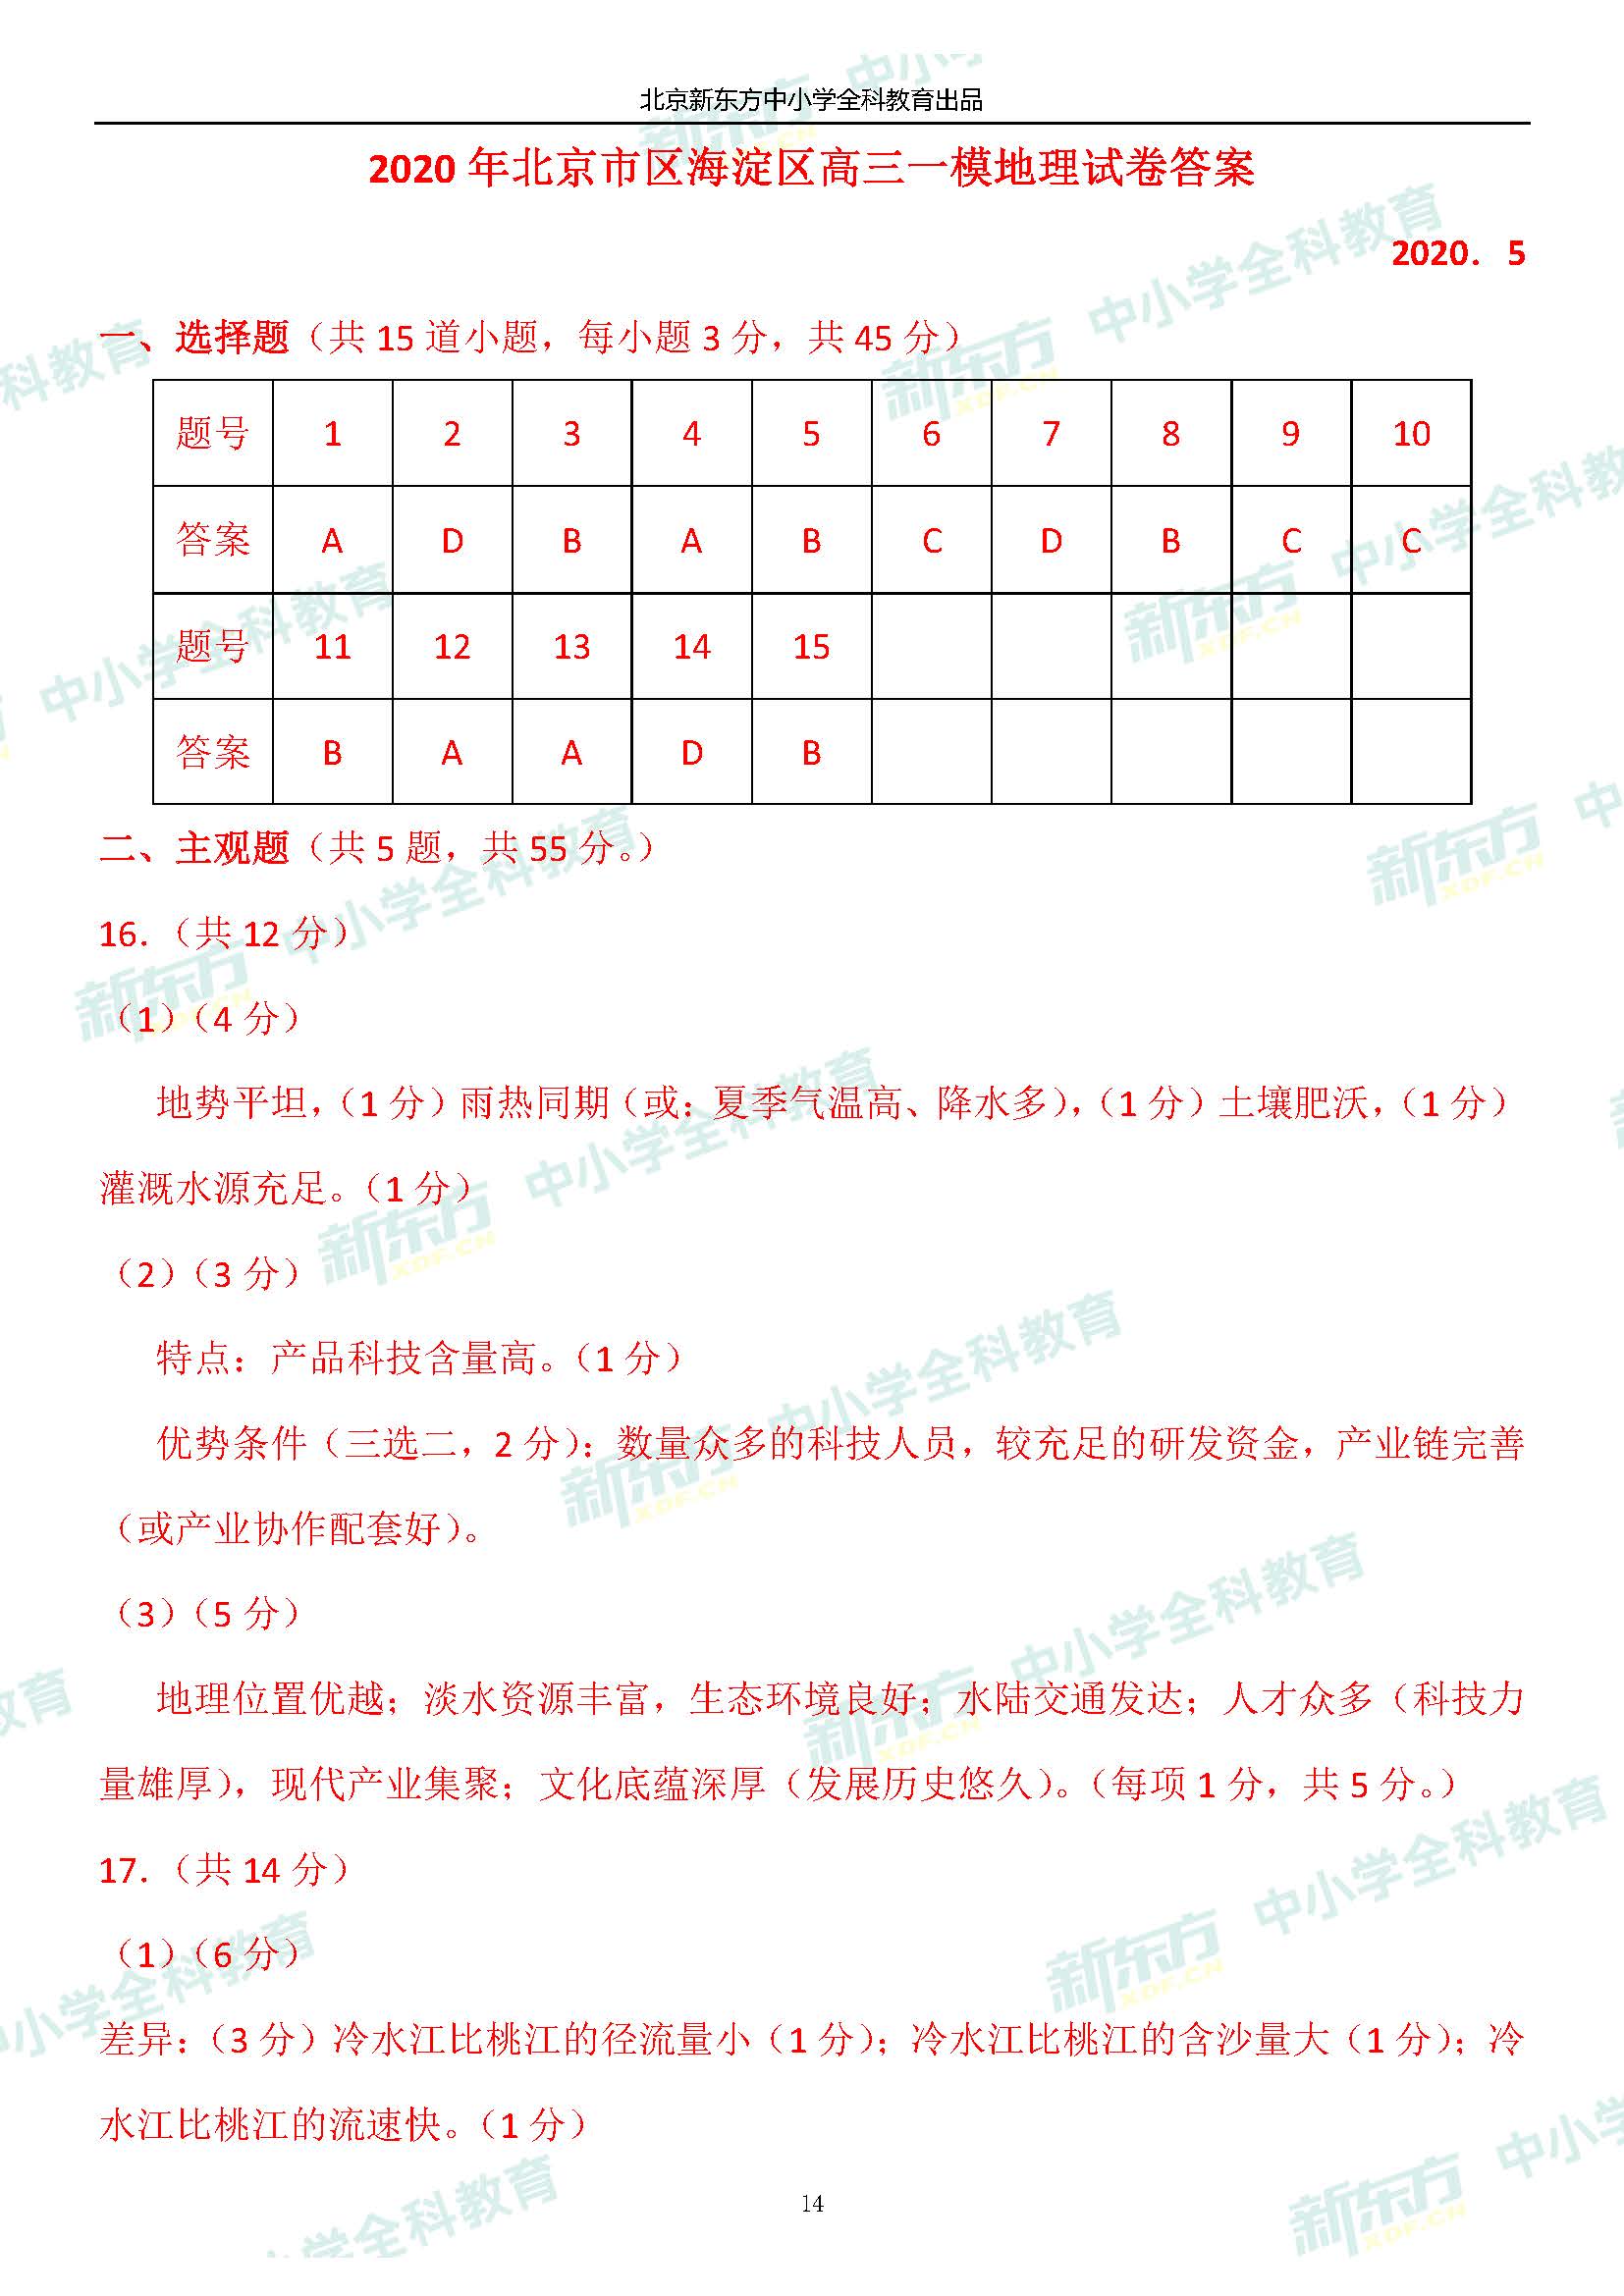 北京新东方中小学全科教育出品
2020 年北京市区海淀区高三一模地理试卷答案
2020． 5
一、选择题（共 15 道小题，每小题 3 分，共 45 分）
题号 1 2 3 4 5 6 7 8 9 10
答案 A D B A B C D B C C
题号 11 12 13 14 15
答案 B A A D B
二、主观题（共 5 题，共 55 分。）
16．（共 12 分）
（1）（4 分）
地势平坦，（1 分）雨热同期（或：夏季气温高、降水多），（1 分）土壤肥沃，（1 分）
灌溉水源充足。（1 分）
（2）（3 分）
特点：产品科技含量高。（1 分）
优势条件（三选二，2 分）：数量众多的科技人员，较充足的研发资金，产业链完善
（或产业协作配套好）。
（3）（5 分）
地理位置优越；淡水资源丰富，生态环境良好；水陆交通发达；人才众多（科技力
量雄厚），现代产业集聚；文化底蕴深厚（发展历史悠久）。（每项 1 分，共 5 分。）
17．（共 14 分）
（1）（6 分）
差异：（3 分）冷水江比桃江的径流量小（1 分）；冷水江比桃江的含沙量大（1 分）；冷
水江比桃江的流速快。（1 分）
14
新东方 XDF.CN 中小学全科教育